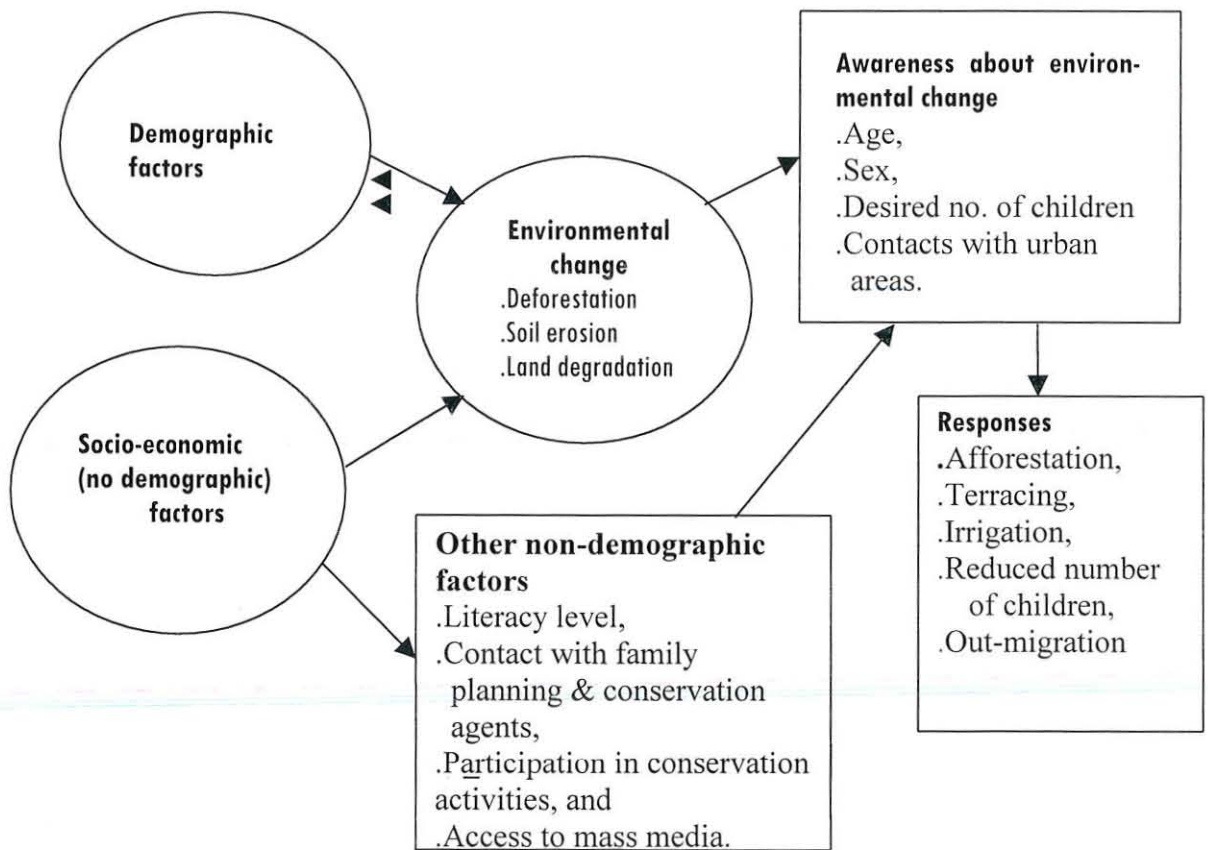 Demographic
factors
Socio-economic
(no demographic)
factors
Environmental
change
.Deforestation
.Soil erosion
.Land degradation
Other non-demographic
factors
.Literacy level,
.Contact with family
planning & conservation
agents,
.Participation in conservation
activities, and
.Access to mass media.
Awareness about environ-
mental change
.Age,
.Sex,
.Desired no. of children
.Contacts with urban
areas.
Responses
.Afforestation,
.Terracing,
.Irrigation,
.Reduced number
of children,
.Out-migration